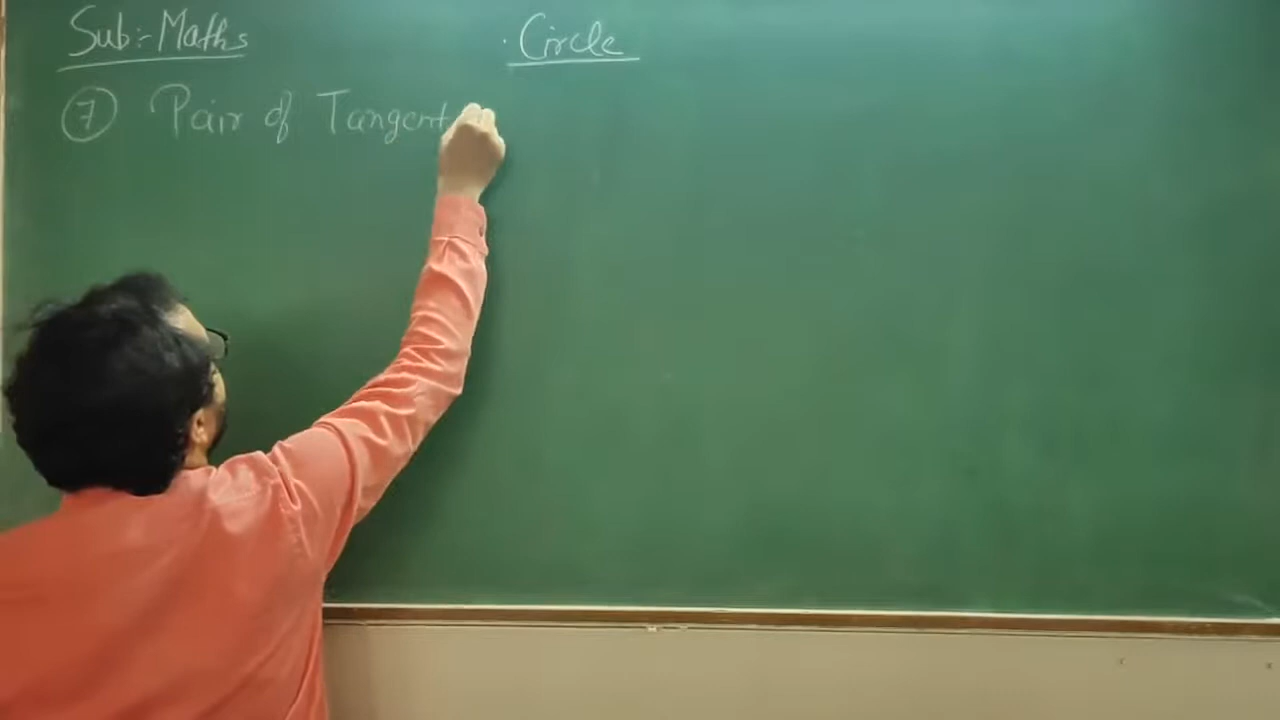 Sub:- Maths
Circle
7 Pair of Tangent